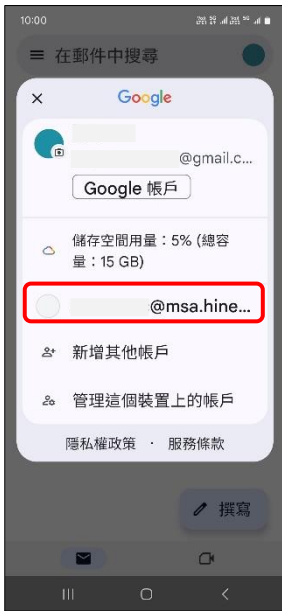 10:00
在郵件中搜尋
Google
@gmail.c...
Google 帳戶
儲存空間用量：5% (總容
量：15 GB)
@msa.hine...
新增其他帳戶
管理這個裝置上的帳戶
隱私權政策 · 服務條款
撰寫